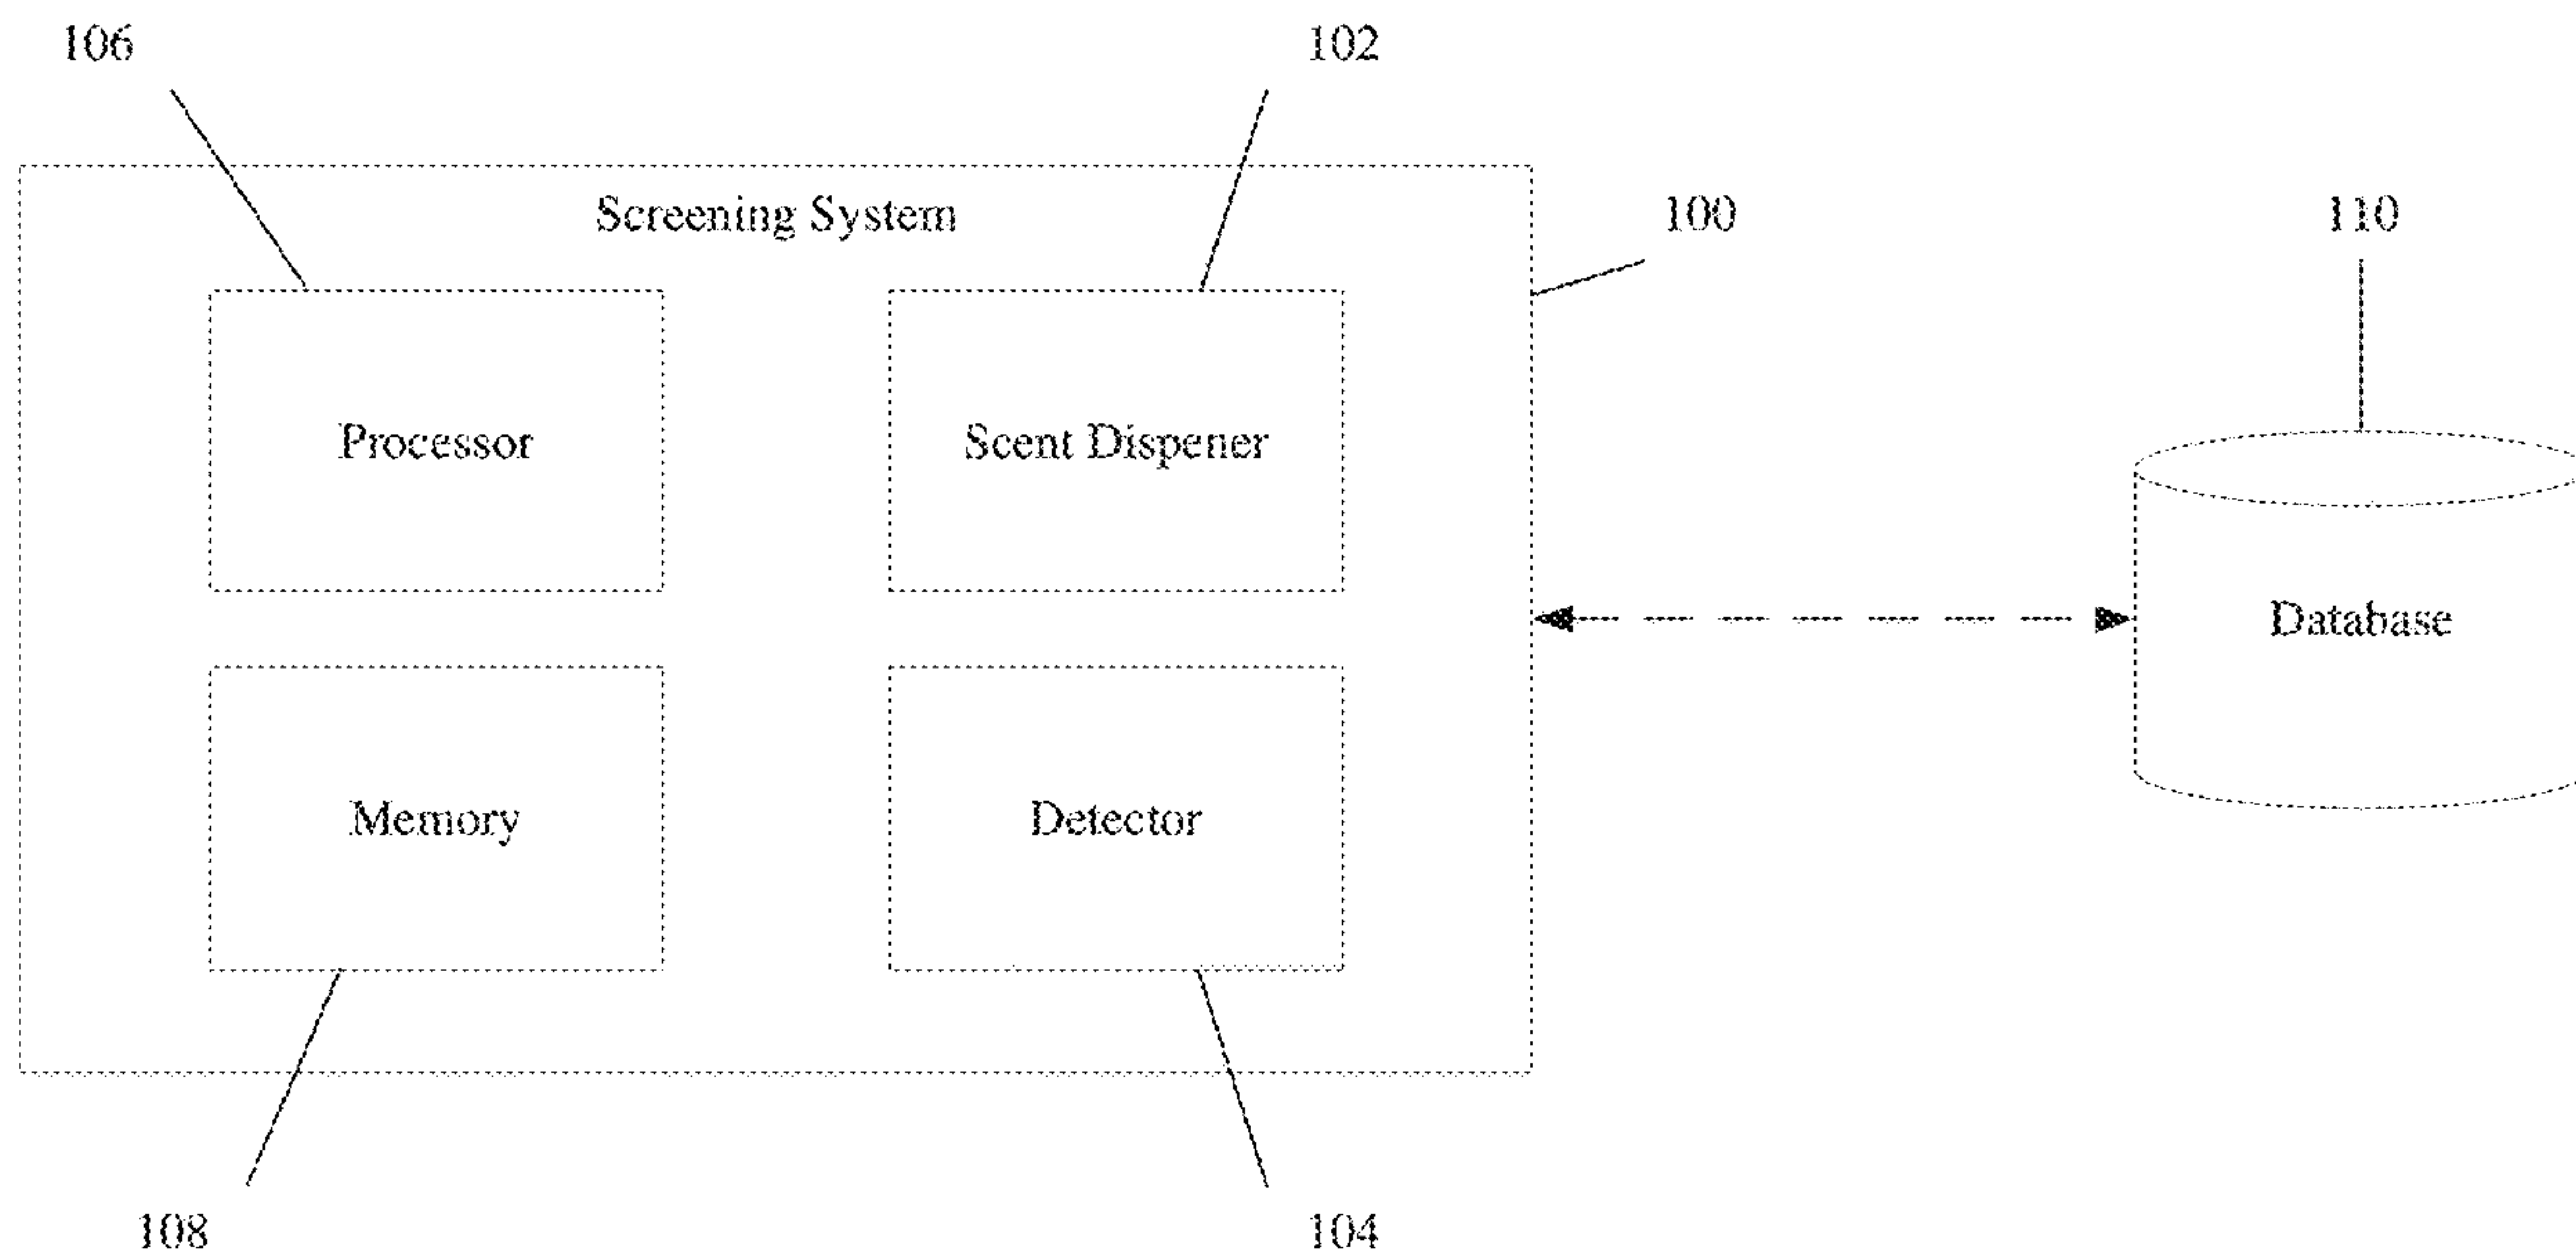 106
102
Screening System
100
110
Processor
Scent Dispener
Database
Memory
Detector
108
104